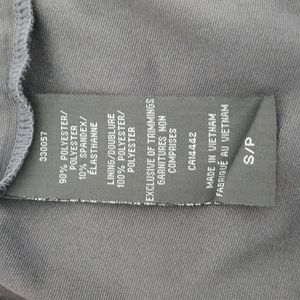 330057
90% POLYESTER/
POLYESTER
10% SPANDEX/
ÉLASTHANNE
LINING/DOUBLURE
100% POLYESTER/
POLYESTER
EXCLUSIVE OF TRIMMINGS
GARNITURES NON
COMPRISES
CA14442
MADE IN VIETNAM
FABRIQUÉ AU VIETNAM
S/P